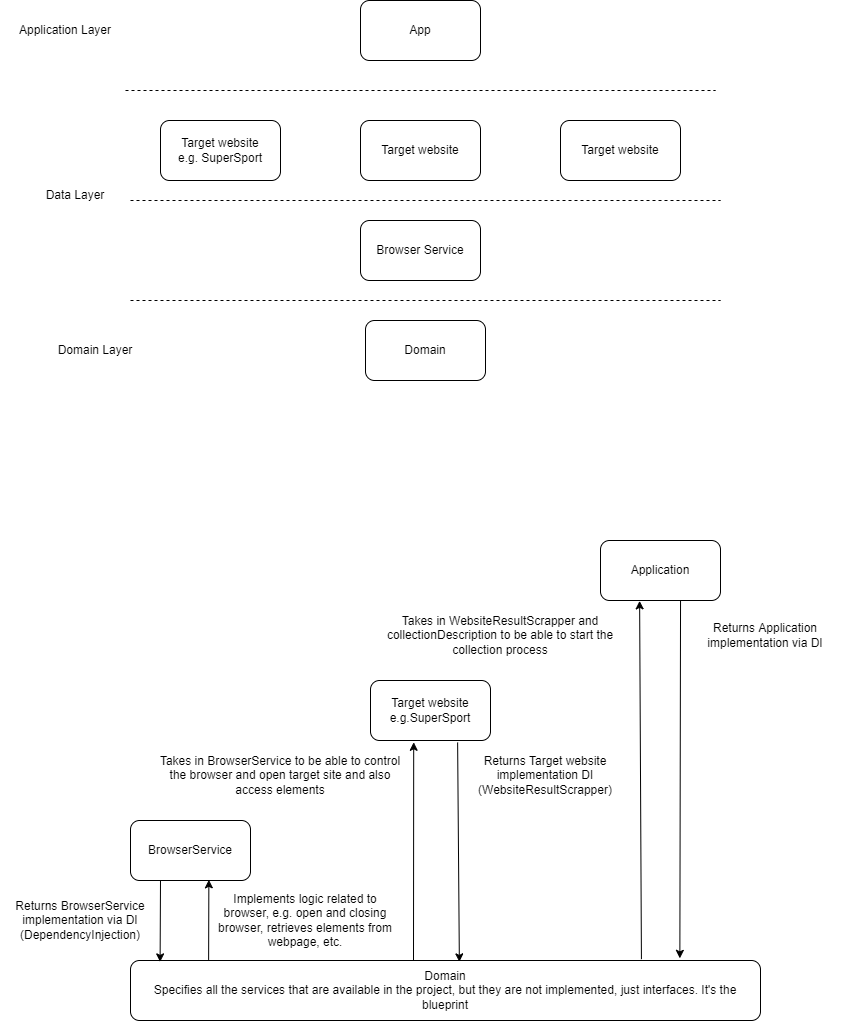 Application Layer
App
Target website
e.g. SuperSport
Target website
Target website
Data Layer
Browser Service
Domain Layer
Domain
Application
Takes in WebsiteResultScrapper and
collectionDescription to be able to start the
collection process
Returns Application
implementation via DI
Target website
e.g.SuperSport
Takes in BrowserService to be able to control
the browser and open target site and also
access elements
Returns Target website
implementation DI
(WebsiteResultScrapper)
BrowserService
Returns BrowserService
implementation via DI
(DependencyInjection)
Implements logic related to
browser, e.g. open and closing
browser, retrieves elements from
webpage, etc.
Domain
Specifies all the services that are available in the project, but they are not implemented, just interfaces. It's the
blueprint